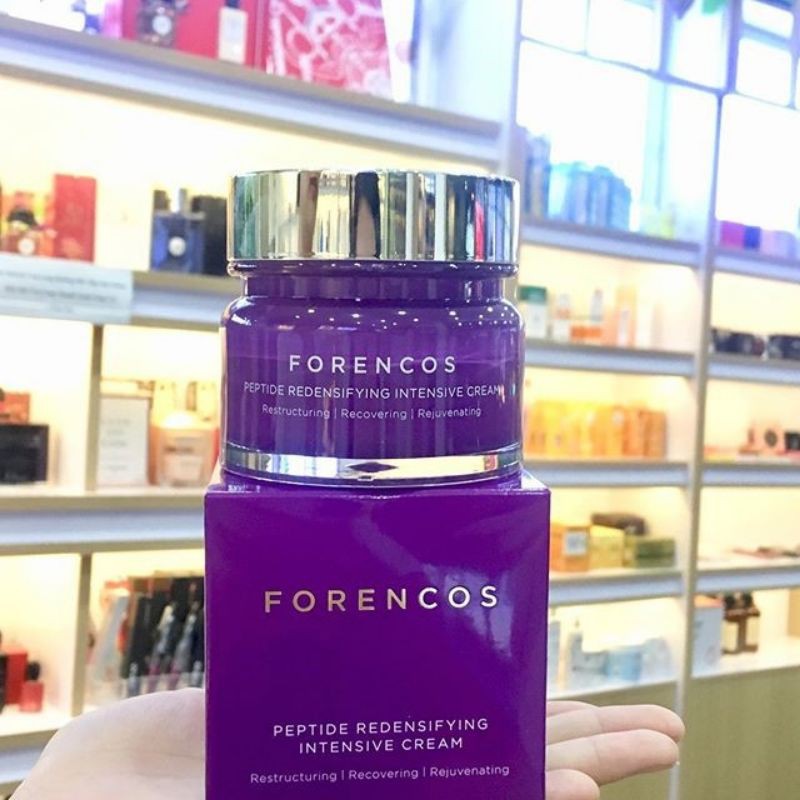 FORENCOS
PEPTIDE REDENSIFYING INTENSIVE CREAM
Restructuring | Recovering | Rejuvenating
FORENCOS
PEPTIDE REDENSIFYING
INTENSIVE CREAM
Restructuring | Recovering | Rejuvenating